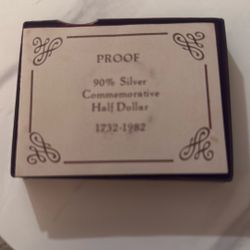 PROOF
90% Silver
Commemorative
Half Dollar
1732-1982